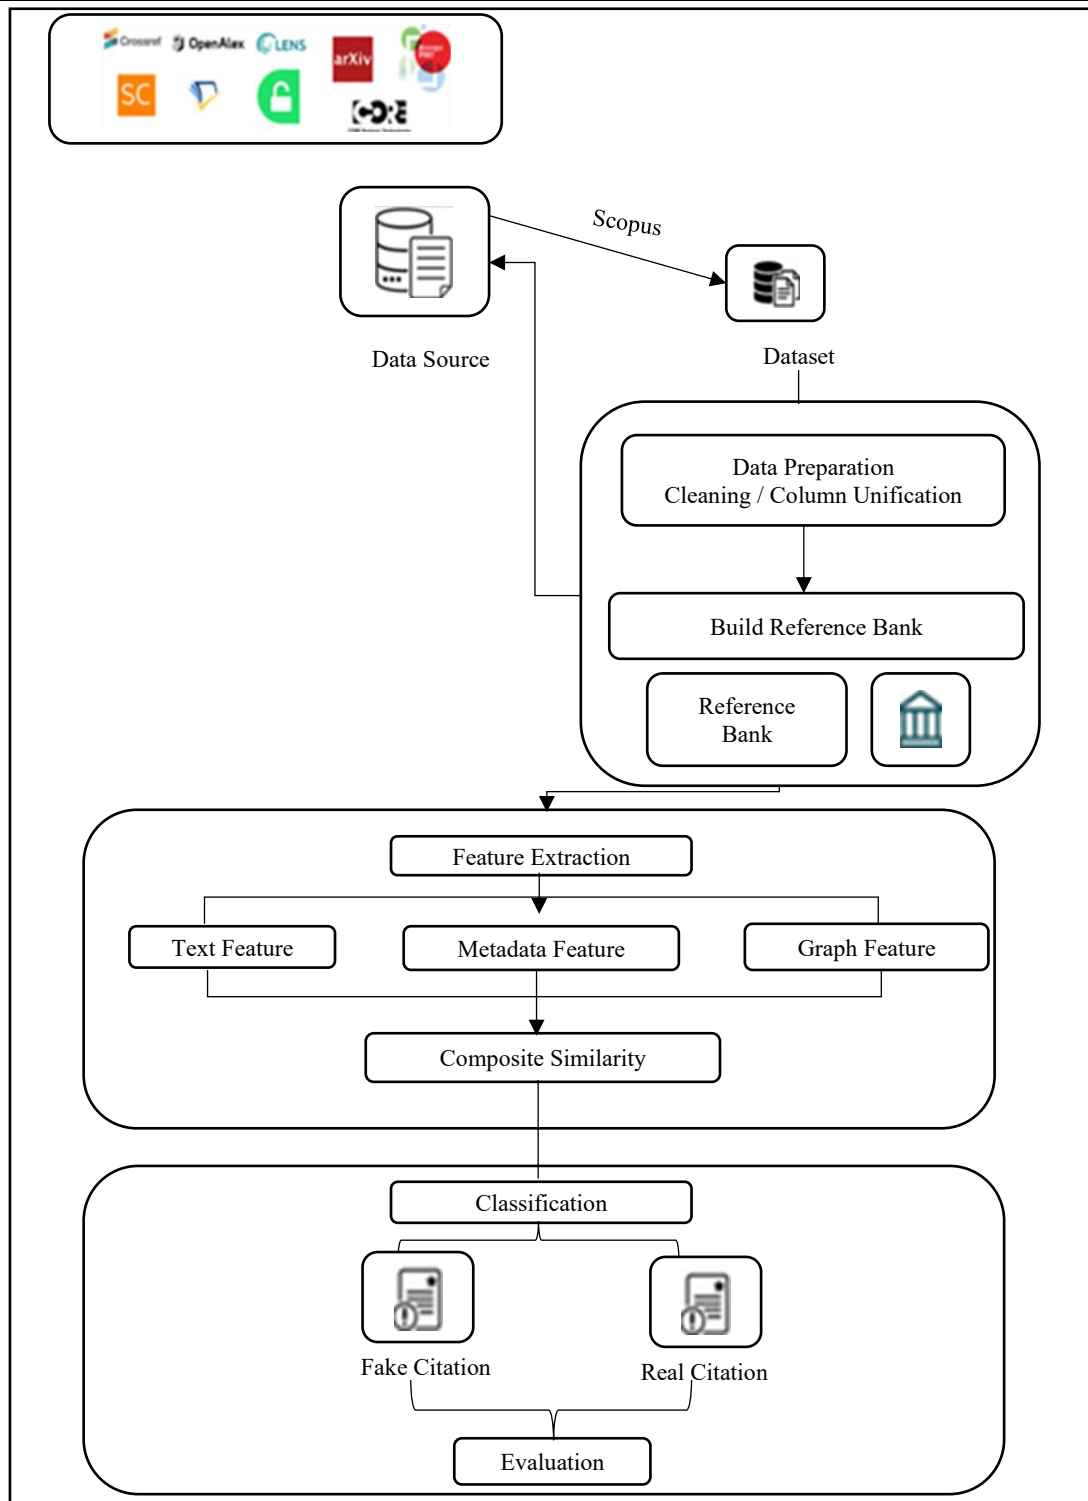 Crossref OpenAlex LENS
arXiv
SC
CORE
Scopus
Data Source
Dataset
Data Preparation
Cleaning / Column Unification
Build Reference Bank
Reference
Bank
Feature Extraction
Text Feature
Metadata Feature
Graph Feature
Composite Similarity
Classification
Fake Citation
Real Citation
Evaluation